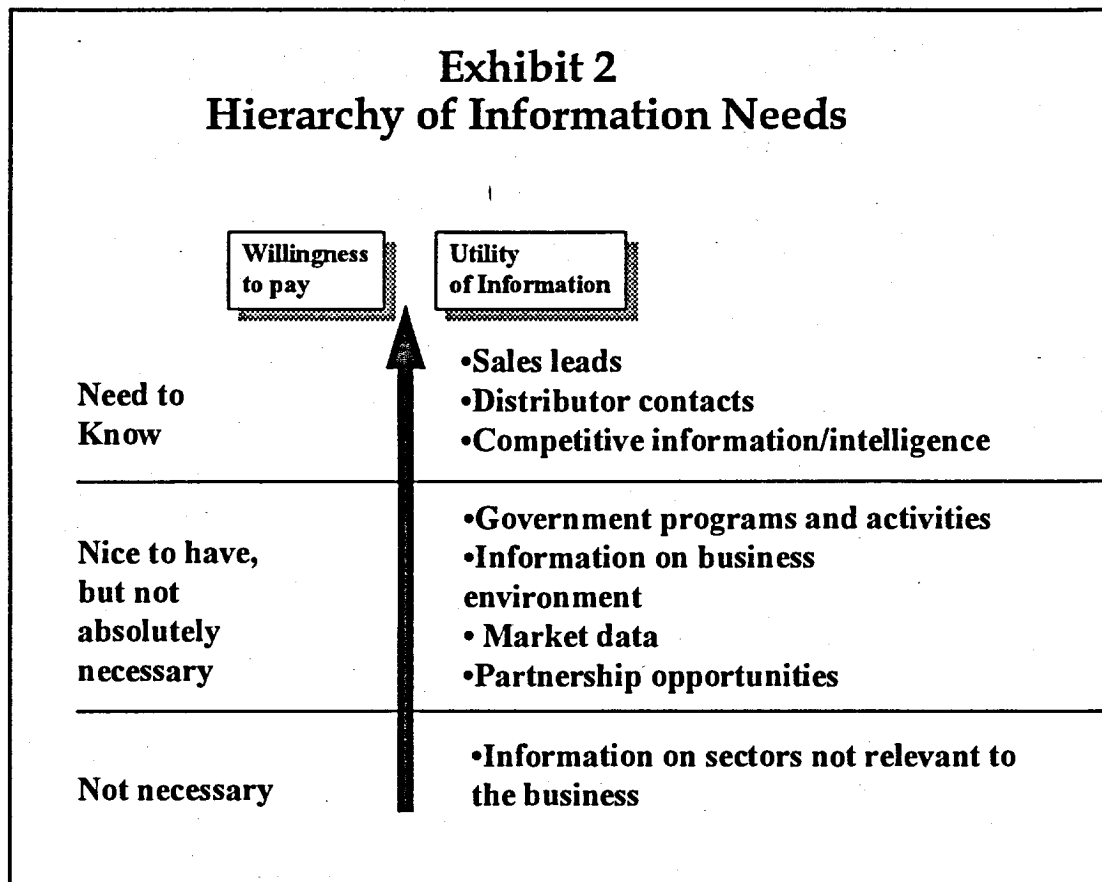 Exhibit 2
Hierarchy of Information Needs
Willingness
to pay
Utility
of Information
Need to
Know
•Sales leads
•Distributor contacts
•Competitive information/intelligence
Nice to have,
but not
absolutely
necessary
•Government programs and activities
•Information on business
environment
• Market data
•Partnership opportunities
Not necessary
•Information on sectors not relevant to
the business